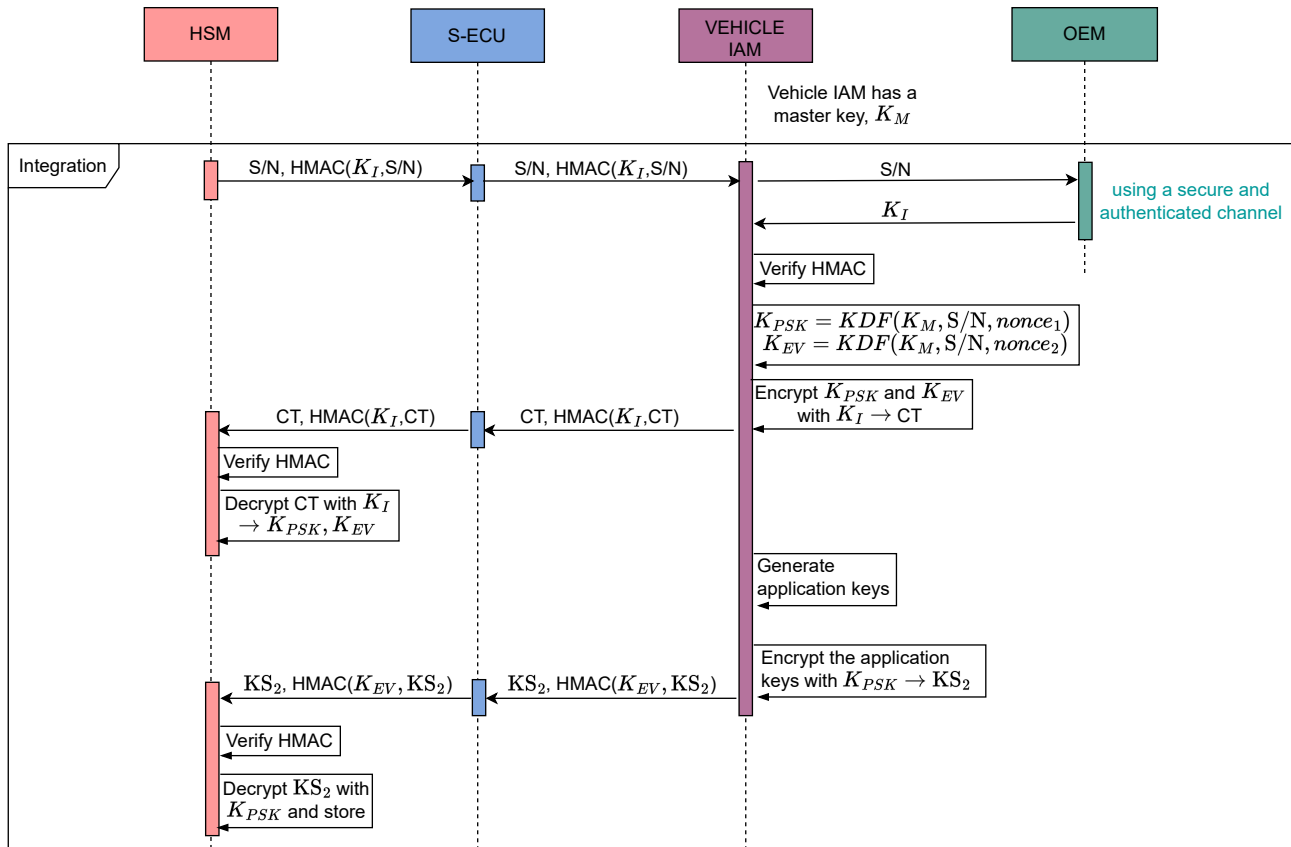 HSM
S-ECU
VEHICLE
IAM
OEM
Vehicle IAM has a
master key, K_M
Integration
S/N, HMAC(K_I,S/N)
S/N, HMAC(K_I,S/N)
S/N
using a secure and
authenticated channel
K_I
Verify HMAC
K_PSK = KDF(K_M, S/N, nonce_1)
K_EV = KDF(K_M, S/N, nonce_2)
Encrypt K_PSK and K_EV
with K_I → CT
CT, HMAC(K_I,CT)
CT, HMAC(K_I,CT)
Verify HMAC
Decrypt CT with K_I
→ K_PSK, K_EV
Generate
application keys
Encrypt the application
keys with K_PSK → KS_2
KS_2, HMAC(K_EV, KS_2)
KS_2, HMAC(K_EV, KS_2)
Verify HMAC
Decrypt KS_2 with
K_PSK and store